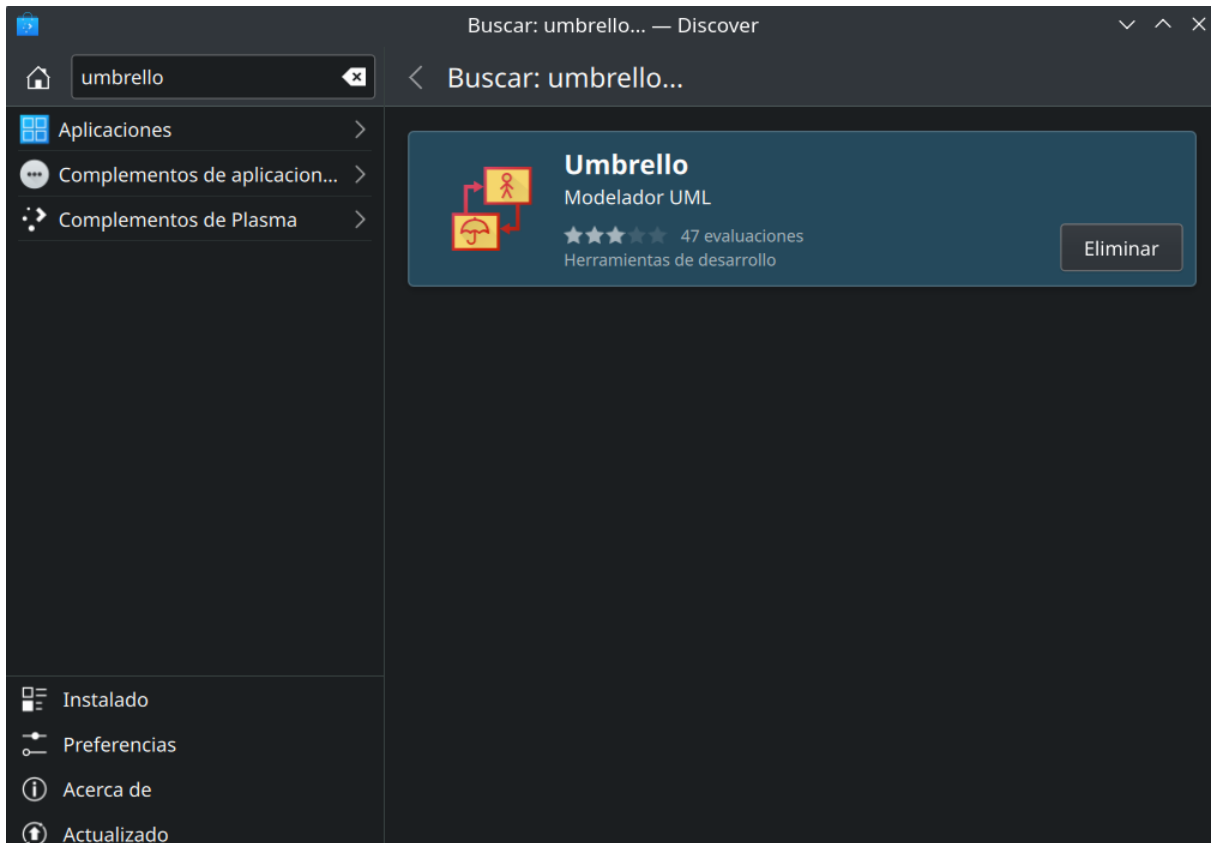 Buscar: umbrello... — Discover
umbrello
Buscar: umbrello...
Aplicaciones
Complementos de aplicacion...
Complementos de Plasma
Umbrello
Modelador UML
47 evaluaciones
Herramientas de desarrollo
Eliminar
Instalado
Preferencias
Acerca de
Actualizado